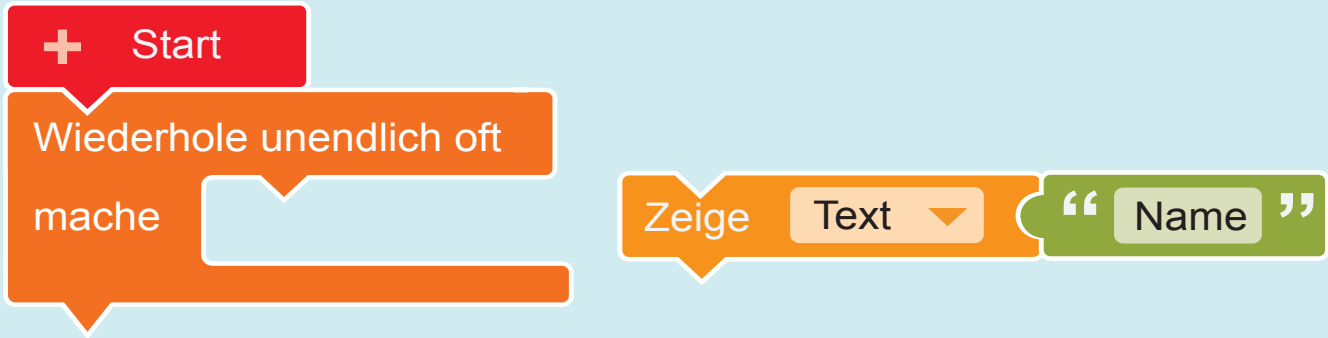 + Start
Wiederhole unendlich oft
mache
Zeige Text “ Name ”